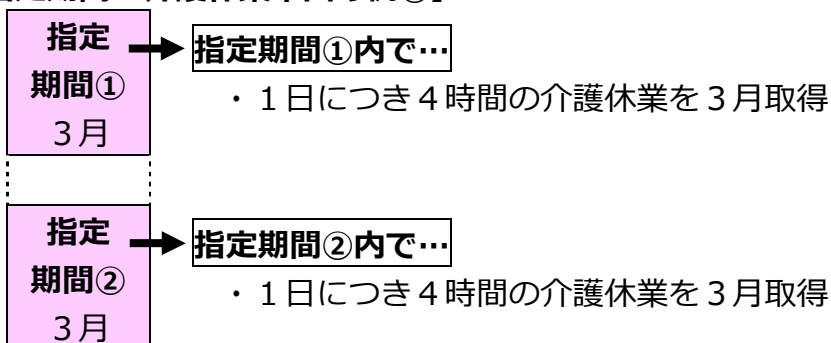 指定
期間①
３月
指定期間①内で…
・１日につき４時間の介護休業を３月取得
指定
期間②
３月
指定期間②内で…
・１日につき４時間の介護休業を３月取得